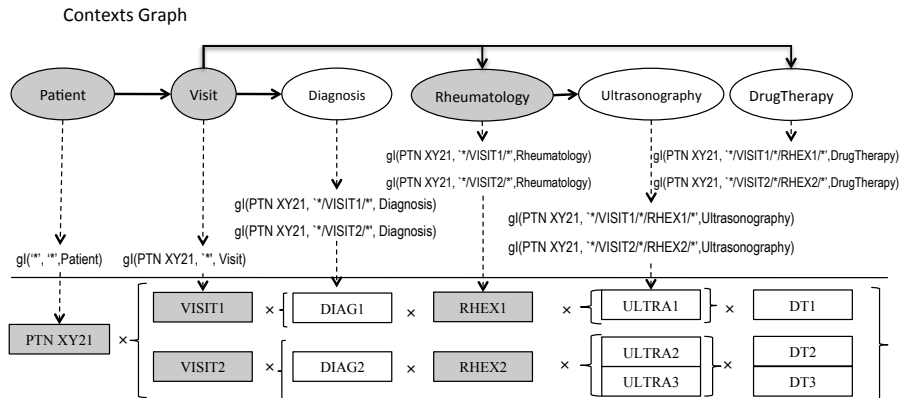 Contexts Graph
Patient
Visit
Diagnosis
Rheumatology
Ultrasonography
DrugTherapy
gl(PTN XY21, `*/VISIT1/*',Rheumatology)
gl(PTN XY21, `*/VISIT2/*',Rheumatology)
gl(PTN XY21, `*/VISIT1/*/RHEX1/*',DrugTherapy)
gl(PTN XY21, `*/VISIT2/*/RHEX2/*',DrugTherapy)
gl(PTN XY21, `*/VISIT1/*', Diagnosis)
gl(PTN XY21, `*/VISIT2/*', Diagnosis)
gl(PTN XY21, `*/VISIT1/*/RHEX1/*',Ultrasonography)
gl(PTN XY21, `*/VISIT2/*/RHEX2/*',Ultrasonography)
gl('*', '*',Patient)
gl(PTN XY21, `*, Visit)
PTN XY21 ×
VISIT1 × DIAG1 × RHEX1 × ULTRA1 × DT1
VISIT2 × DIAG2 × RHEX2 × ULTRA2 × DT2
ULTRA3 DT3